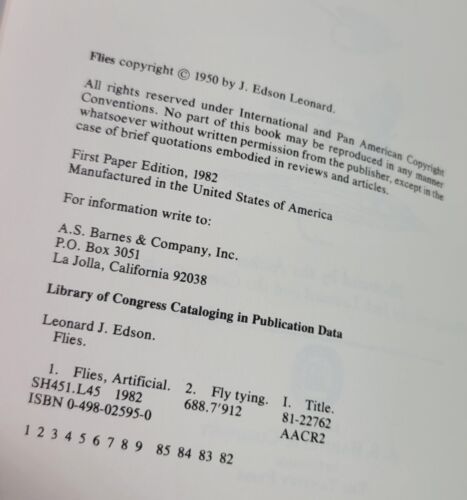 Flies copyright © 1950 by J. Edson Leonard.
All rights reserved under International and Pan American Copyright
Conventions. No part of this book may be reproduced in any manner
whatsoever without written permission from the publisher, except in the
case of brief quotations embodied in reviews and articles.
First Paper Edition, 1982
Manufactured in the United States of America
For information write to:
A.S. Barnes & Company, Inc.
P.O. Box 3051
La Jolla, California 92038
Library of Congress Cataloging in Publication Data
Leonard J. Edson.
Flies.
1. Flies, Artificial. 2. Fly tying. I. Title.
SH451.L45 1982 688.7'912 81-22762
ISBN 0-498-02595-0 AACR2
1 2 3 4 5 6 7 8 9 85 84 83 82